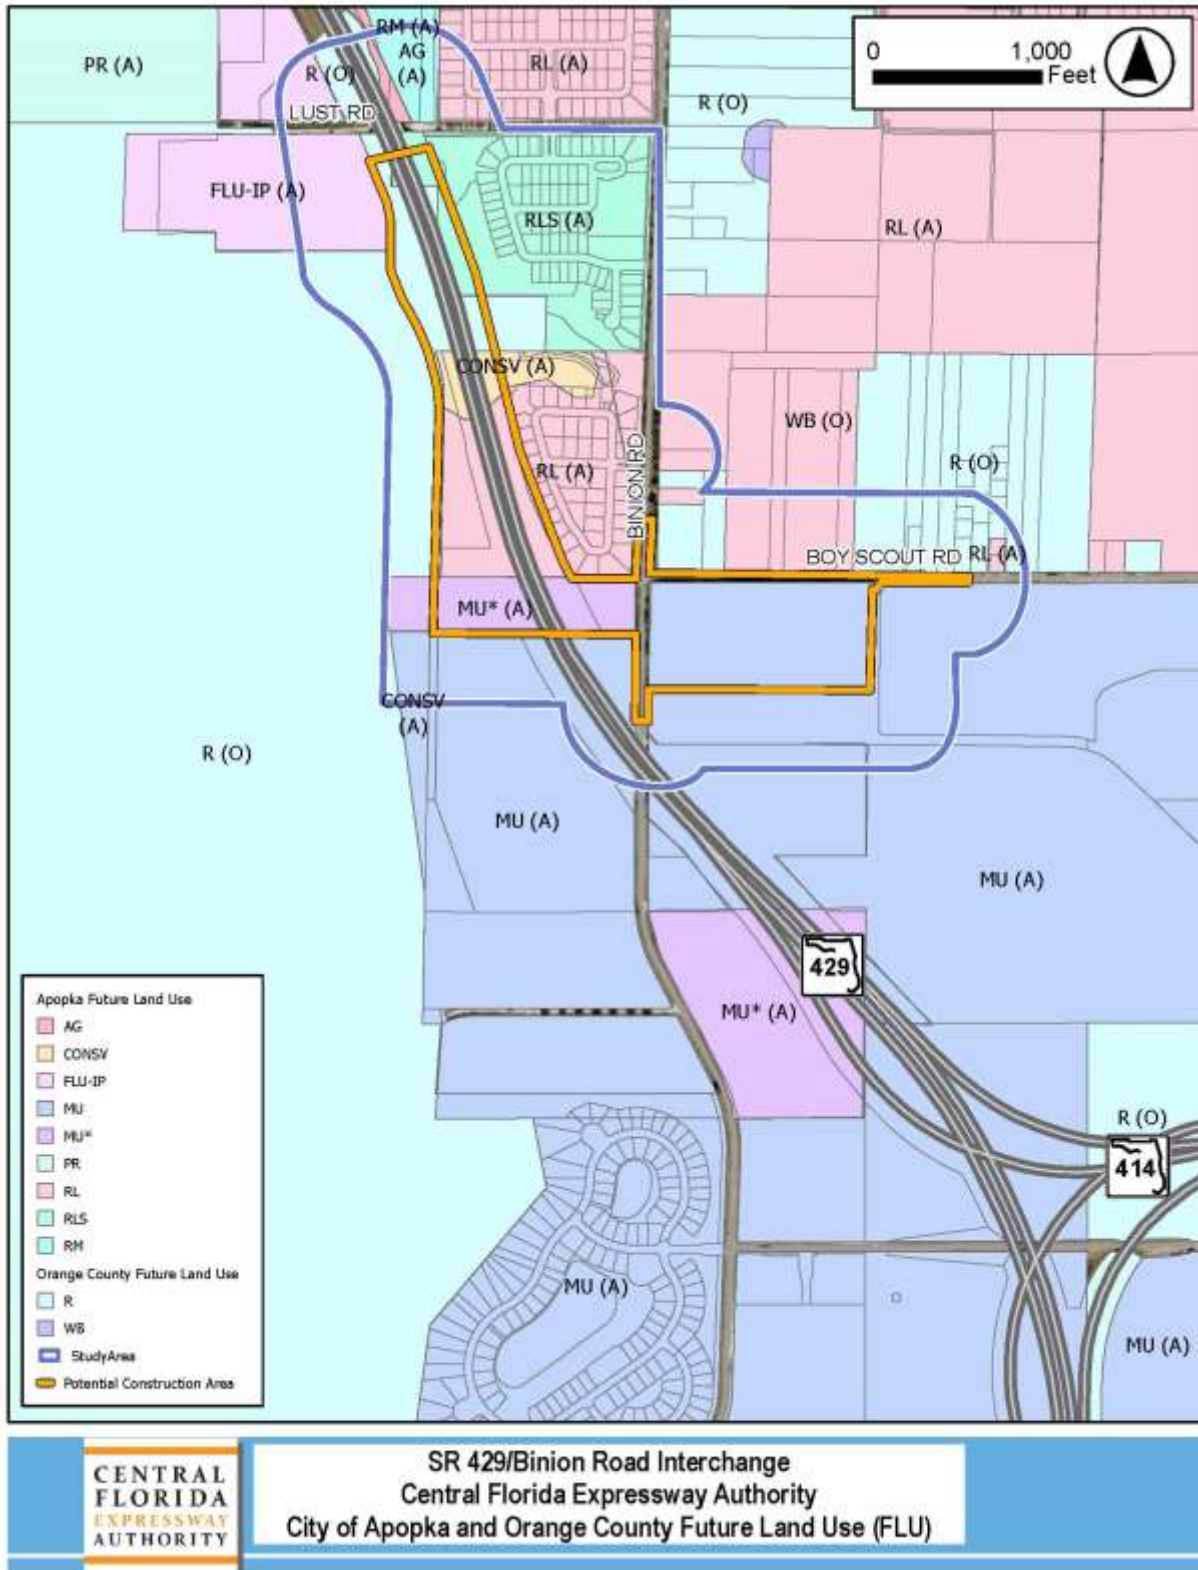 PR (A)
RM (A)
AG
(A)
R (O)
LUST RD
RL (A)
0 1,000
Feet
R (O)
FLU-IP (A)
RLS (A)
RL (A)
CONSV (A)
WB (O)
R (O)
RL (A)
BINION RD
BOY SCOUT RD
RL (A)
MU* (A)
CONSV
(A)
R (O)
MU (A)
MU (A)
429
MU* (A)
R (O)
414
MU (A)
MU (A)
Apopka Future Land Use
AG
CONSV
FLU-IP
MU
MU*
PR
RL
RLS
RM
Orange County Future Land Use
R
WB
StudyArea
Potential Construction Area
CENTRAL
FLORIDA
EXPRESSWAY
AUTHORITY
SR 429/Binion Road Interchange
Central Florida Expressway Authority
City of Apopka and Orange County Future Land Use (FLU)